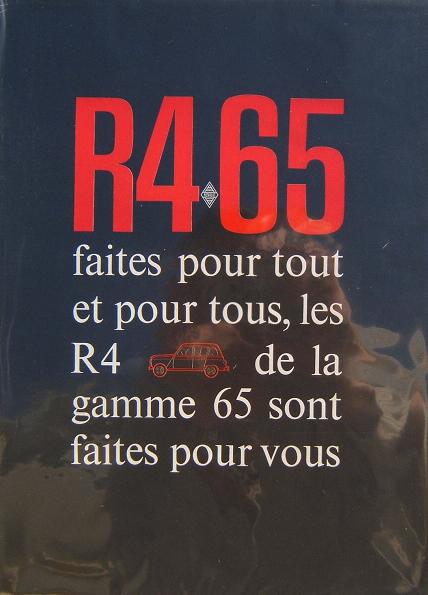 R4 65
faites pour tout
et pour tous, les
R4 de la
gamme 65 sont
faites pour vous